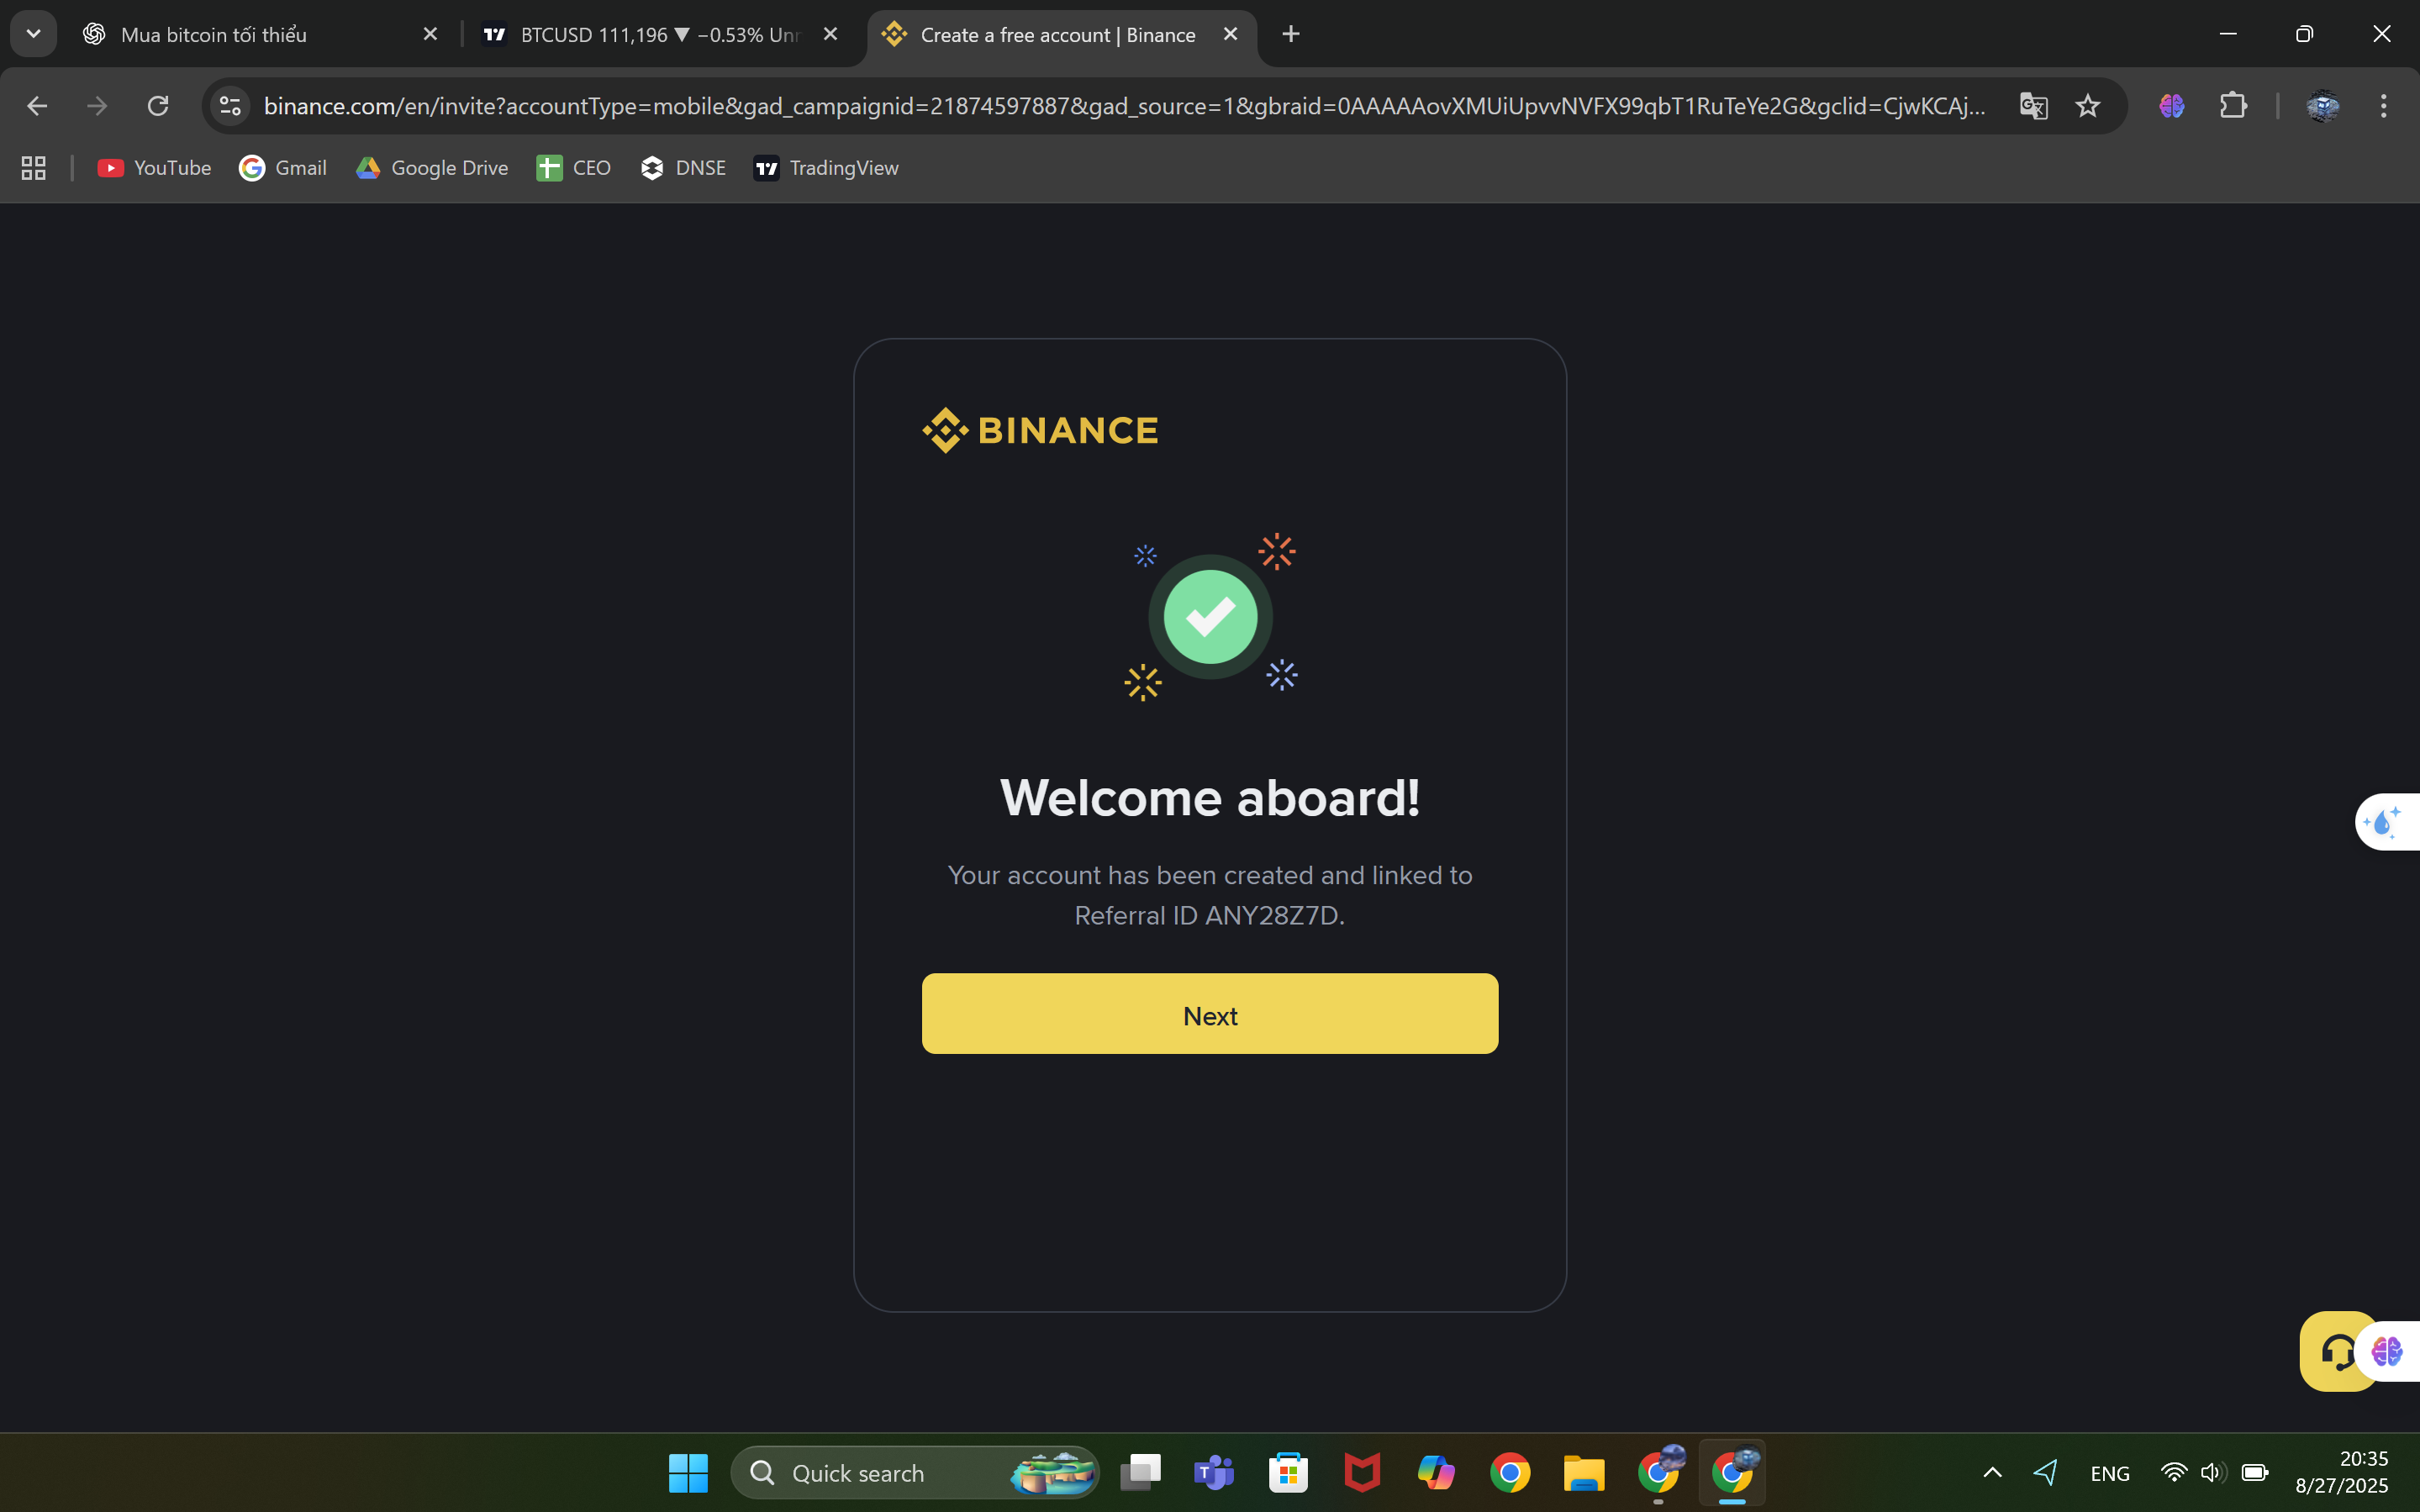 Mua bitcoin tối thiểu
BTCUSD 111,196 ▼ −0.53%
Create a free account | Binance
binance.com/en/invite?accountType=mobile&gad_campaignid=21874597887&gad_source=1&gbraid=0AAAAAovXMUiUpvvNVFX99qbT1RuTeYe2G&gclid=CjwKCAj...
YouTube
Gmail
Google Drive
CEO
DNSE
TradingView
BINANCE
Welcome aboard!
Your account has been created and linked to
Referral ID ANY28Z7D.
Next
Quick search
ENG
20:35
8/27/2025